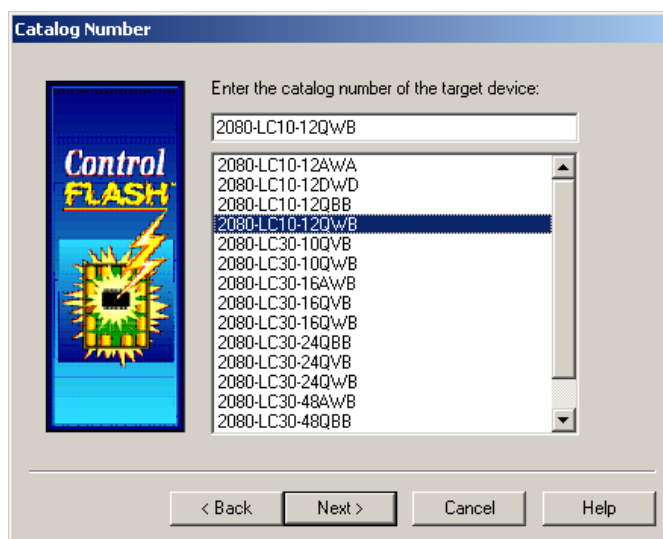 Catalog Number
Enter the catalog number of the target device:
2080-LC10-12QWB
Control
FLASH
2080-LC10-12AWA
2080-LC10-12DWD
2080-LC10-12QBB
2080-LC10-12QWB
2080-LC30-10QVB
2080-LC30-10QWB
2080-LC30-16AWB
2080-LC30-16QVB
2080-LC30-16QWB
2080-LC30-24QBB
2080-LC30-24QVB
2080-LC30-24QWB
2080-LC30-48AWB
2080-LC30-48QBB
< Back Next > Cancel Help